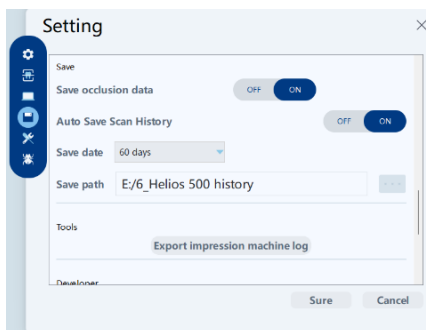 Setting
Save
Save occlusion data OFF ON
Auto Save Scan History OFF ON
Save date 60 days
Save path E:/6_Helios 500 history ...
Tools
Export impression machine log
Developer
Sure Cancel